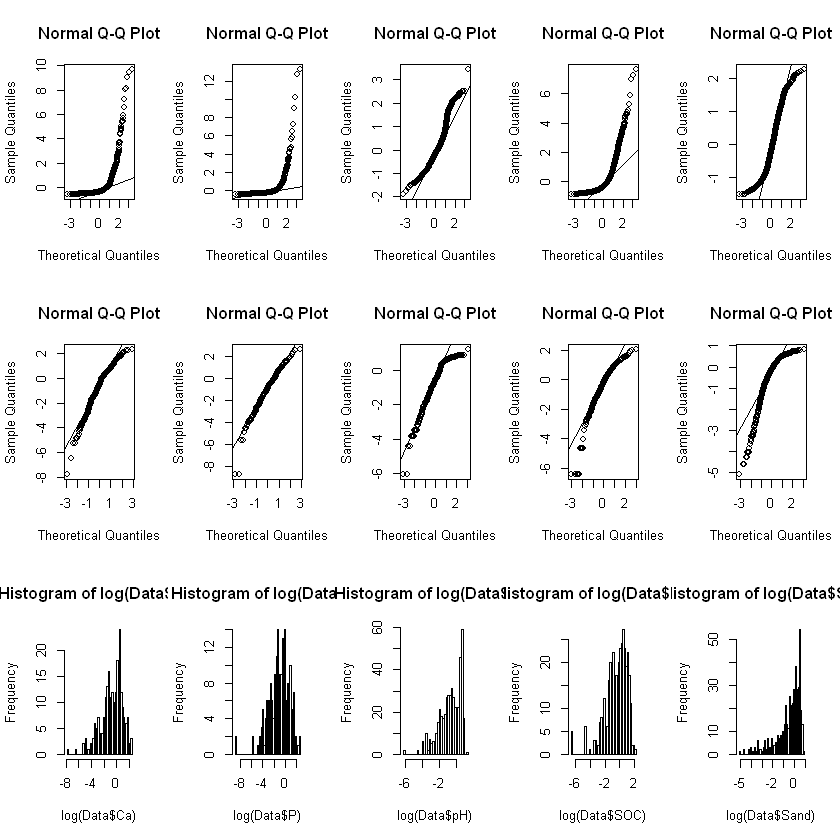 Normal Q-Q Plot
Sample Quantiles
10
8
6
4
2
0
-3 0 2
Theoretical Quantiles
Normal Q-Q Plot
Sample Quantiles
12
8
6
4
2
0
-3 0 2
Theoretical Quantiles
Normal Q-Q Plot
Sample Quantiles
3
2
1
0
-1
-2
-3 0 2
Theoretical Quantiles
Normal Q-Q Plot
Sample Quantiles
6
4
2
0
-3 0 2
Theoretical Quantiles
Normal Q-Q Plot
Sample Quantiles
2
1
0
-1
-3 0 2
Theoretical Quantiles
Normal Q-Q Plot
Sample Quantiles
2
0
-2
-4
-6
-8
-3 -1 1 3
Theoretical Quantiles
Normal Q-Q Plot
Sample Quantiles
2
0
-2
-4
-6
-8
-3 -1 1 3
Theoretical Quantiles
Normal Q-Q Plot
Sample Quantiles
0
-2
-4
-6
-3 0 2
Theoretical Quantiles
Normal Q-Q Plot
Sample Quantiles
2
0
-2
-4
-6
-3 0 2
Theoretical Quantiles
Normal Q-Q Plot
Sample Quantiles
1
0
-1
-3
-5
-3 0 2
Theoretical Quantiles
Histogram of log(Data$
Frequency
20
15
10
5
0
-8 -4 0
log(Data$Ca)
Histogram of log(Data
Frequency
12
8
4
0
-8 -4 0
log(Data$P)
Histogram of log(Data$
Frequency
60
40
20
0
-6 -2
log(Data$pH)
istogram of log(Data$
Frequency
20
10
5
0
-6 -2 2
log(Data$SOC)
istogram of log(Data$S
Frequency
50
30
10
0
-5 -2 0
log(Data$Sand)